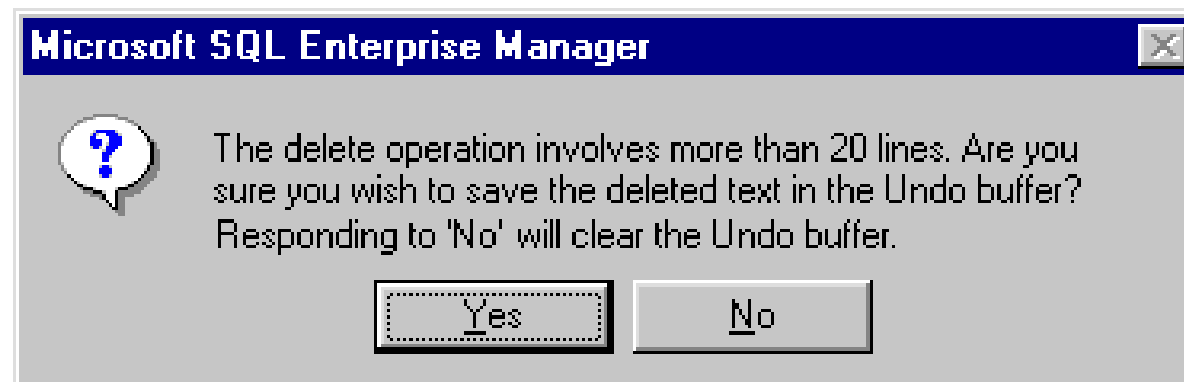 Microsoft SQL Enterprise Manager
?
The delete operation involves more than 20 lines. Are you
sure you wish to save the deleted text in the Undo buffer?
Responding to 'No' will clear the Undo buffer.
Yes No